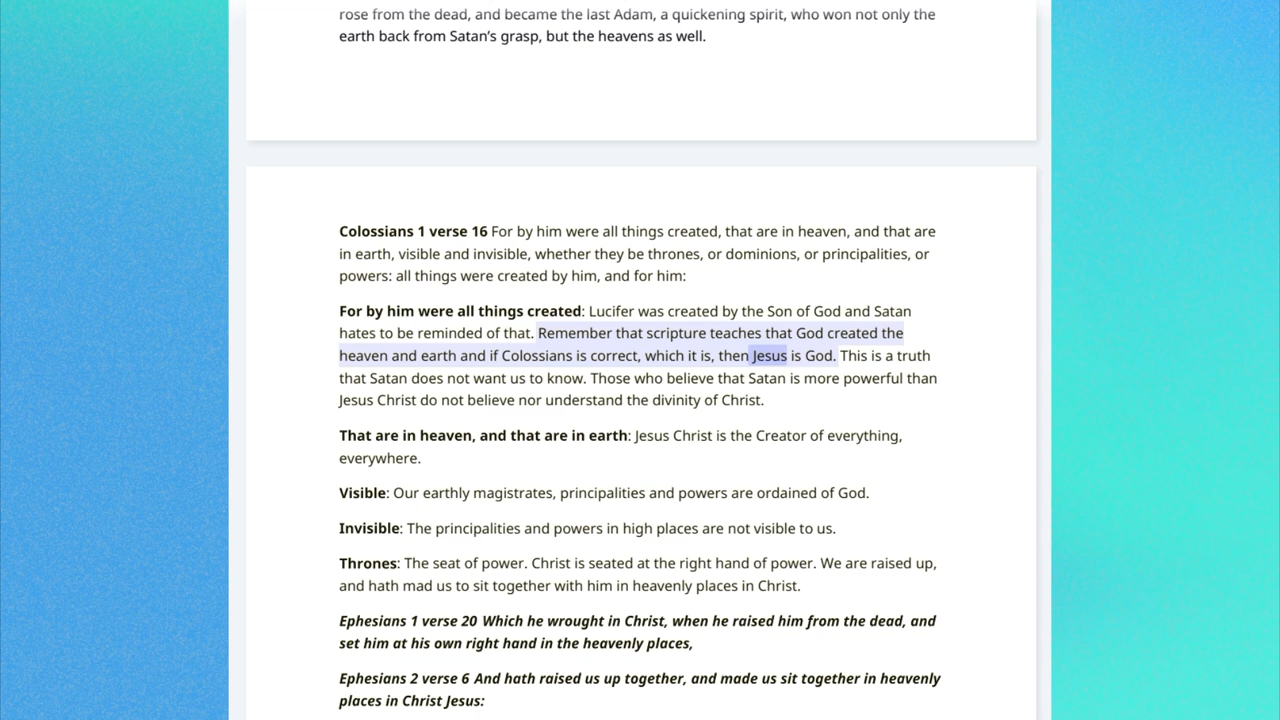 rose from the dead, and became the last Adam, a quickening spirit, who won not only the
earth back from Satan’s grasp, but the heavens as well.
Colossians 1 verse 16 For by him were all things created, that are in heaven, and that are
in earth, visible and invisible, whether they be thrones, or dominions, or principalities, or
powers: all things were created by him, and for him:
For by him were all things created: Lucifer was created by the Son of God and Satan
hates to be reminded of that. Remember that scripture teaches that God created the
heaven and earth and if Colossians is correct, which it is, then Jesus is God. This is a truth
that Satan does not want us to know. Those who believe that Satan is more powerful than
Jesus Christ do not believe nor understand the divinity of Christ.
That are in heaven, and that are in earth: Jesus Christ is the Creator of everything,
everywhere.
Visible: Our earthly magistrates, principalities and powers are ordained of God.
Invisible: The principalities and powers in high places are not visible to us.
Thrones: The seat of power. Christ is seated at the right hand of power. We are raised up,
and hath mad us to sit together with him in heavenly places in Christ.
Ephesians 1 verse 20 Which he wrought in Christ, when he raised him from the dead, and
set him at his own right hand in the heavenly places,
Ephesians 2 verse 6 And hath raised us up together, and made us sit together in heavenly
places in Christ Jesus: